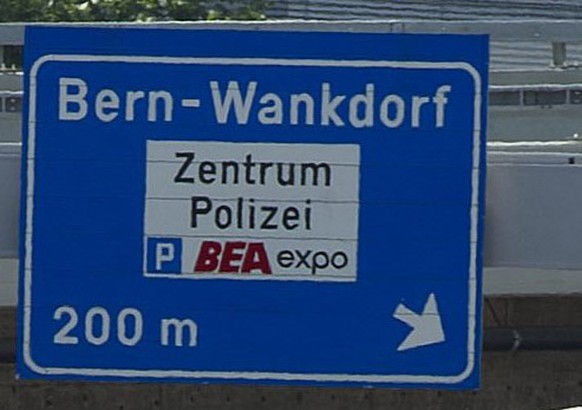 Bern-Wankdorf
Zentrum
Polizei
P BEA expo
200 m